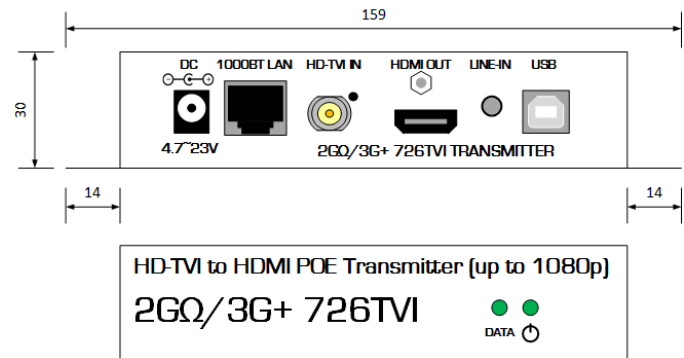 159
DC 1000BT LAN HD-TVI IN HDMI OUT LINE-IN USB
30
4.7~23V 2GΩ/3G+ 726TVI TRANSMITTER
14 14
HD-TVI to HDMI POE Transmitter (up to 1080p)
2GΩ/3G+ 726TVI
DATA